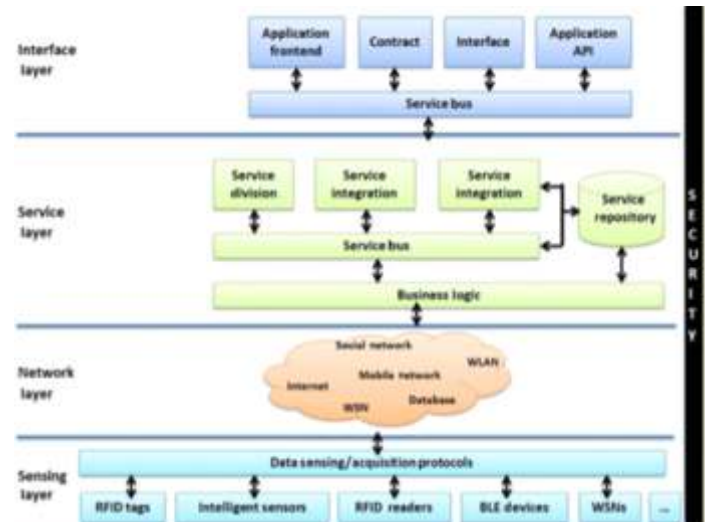 Interface
layer
Application
frontend
Contract
Interface
Application
API
Service bus
Service
layer
Service
division
Service
integration
Service
integration
Service
repository
Service bus
Business logic
Network
layer
Social network
WLAN
Mobile network
Internet
Database
WSN
Sensing
layer
Data sensing/acquisition protocols
RFID tags
Intelligent sensors
RFID readers
BLE devices
WSNs
...
SECURITY